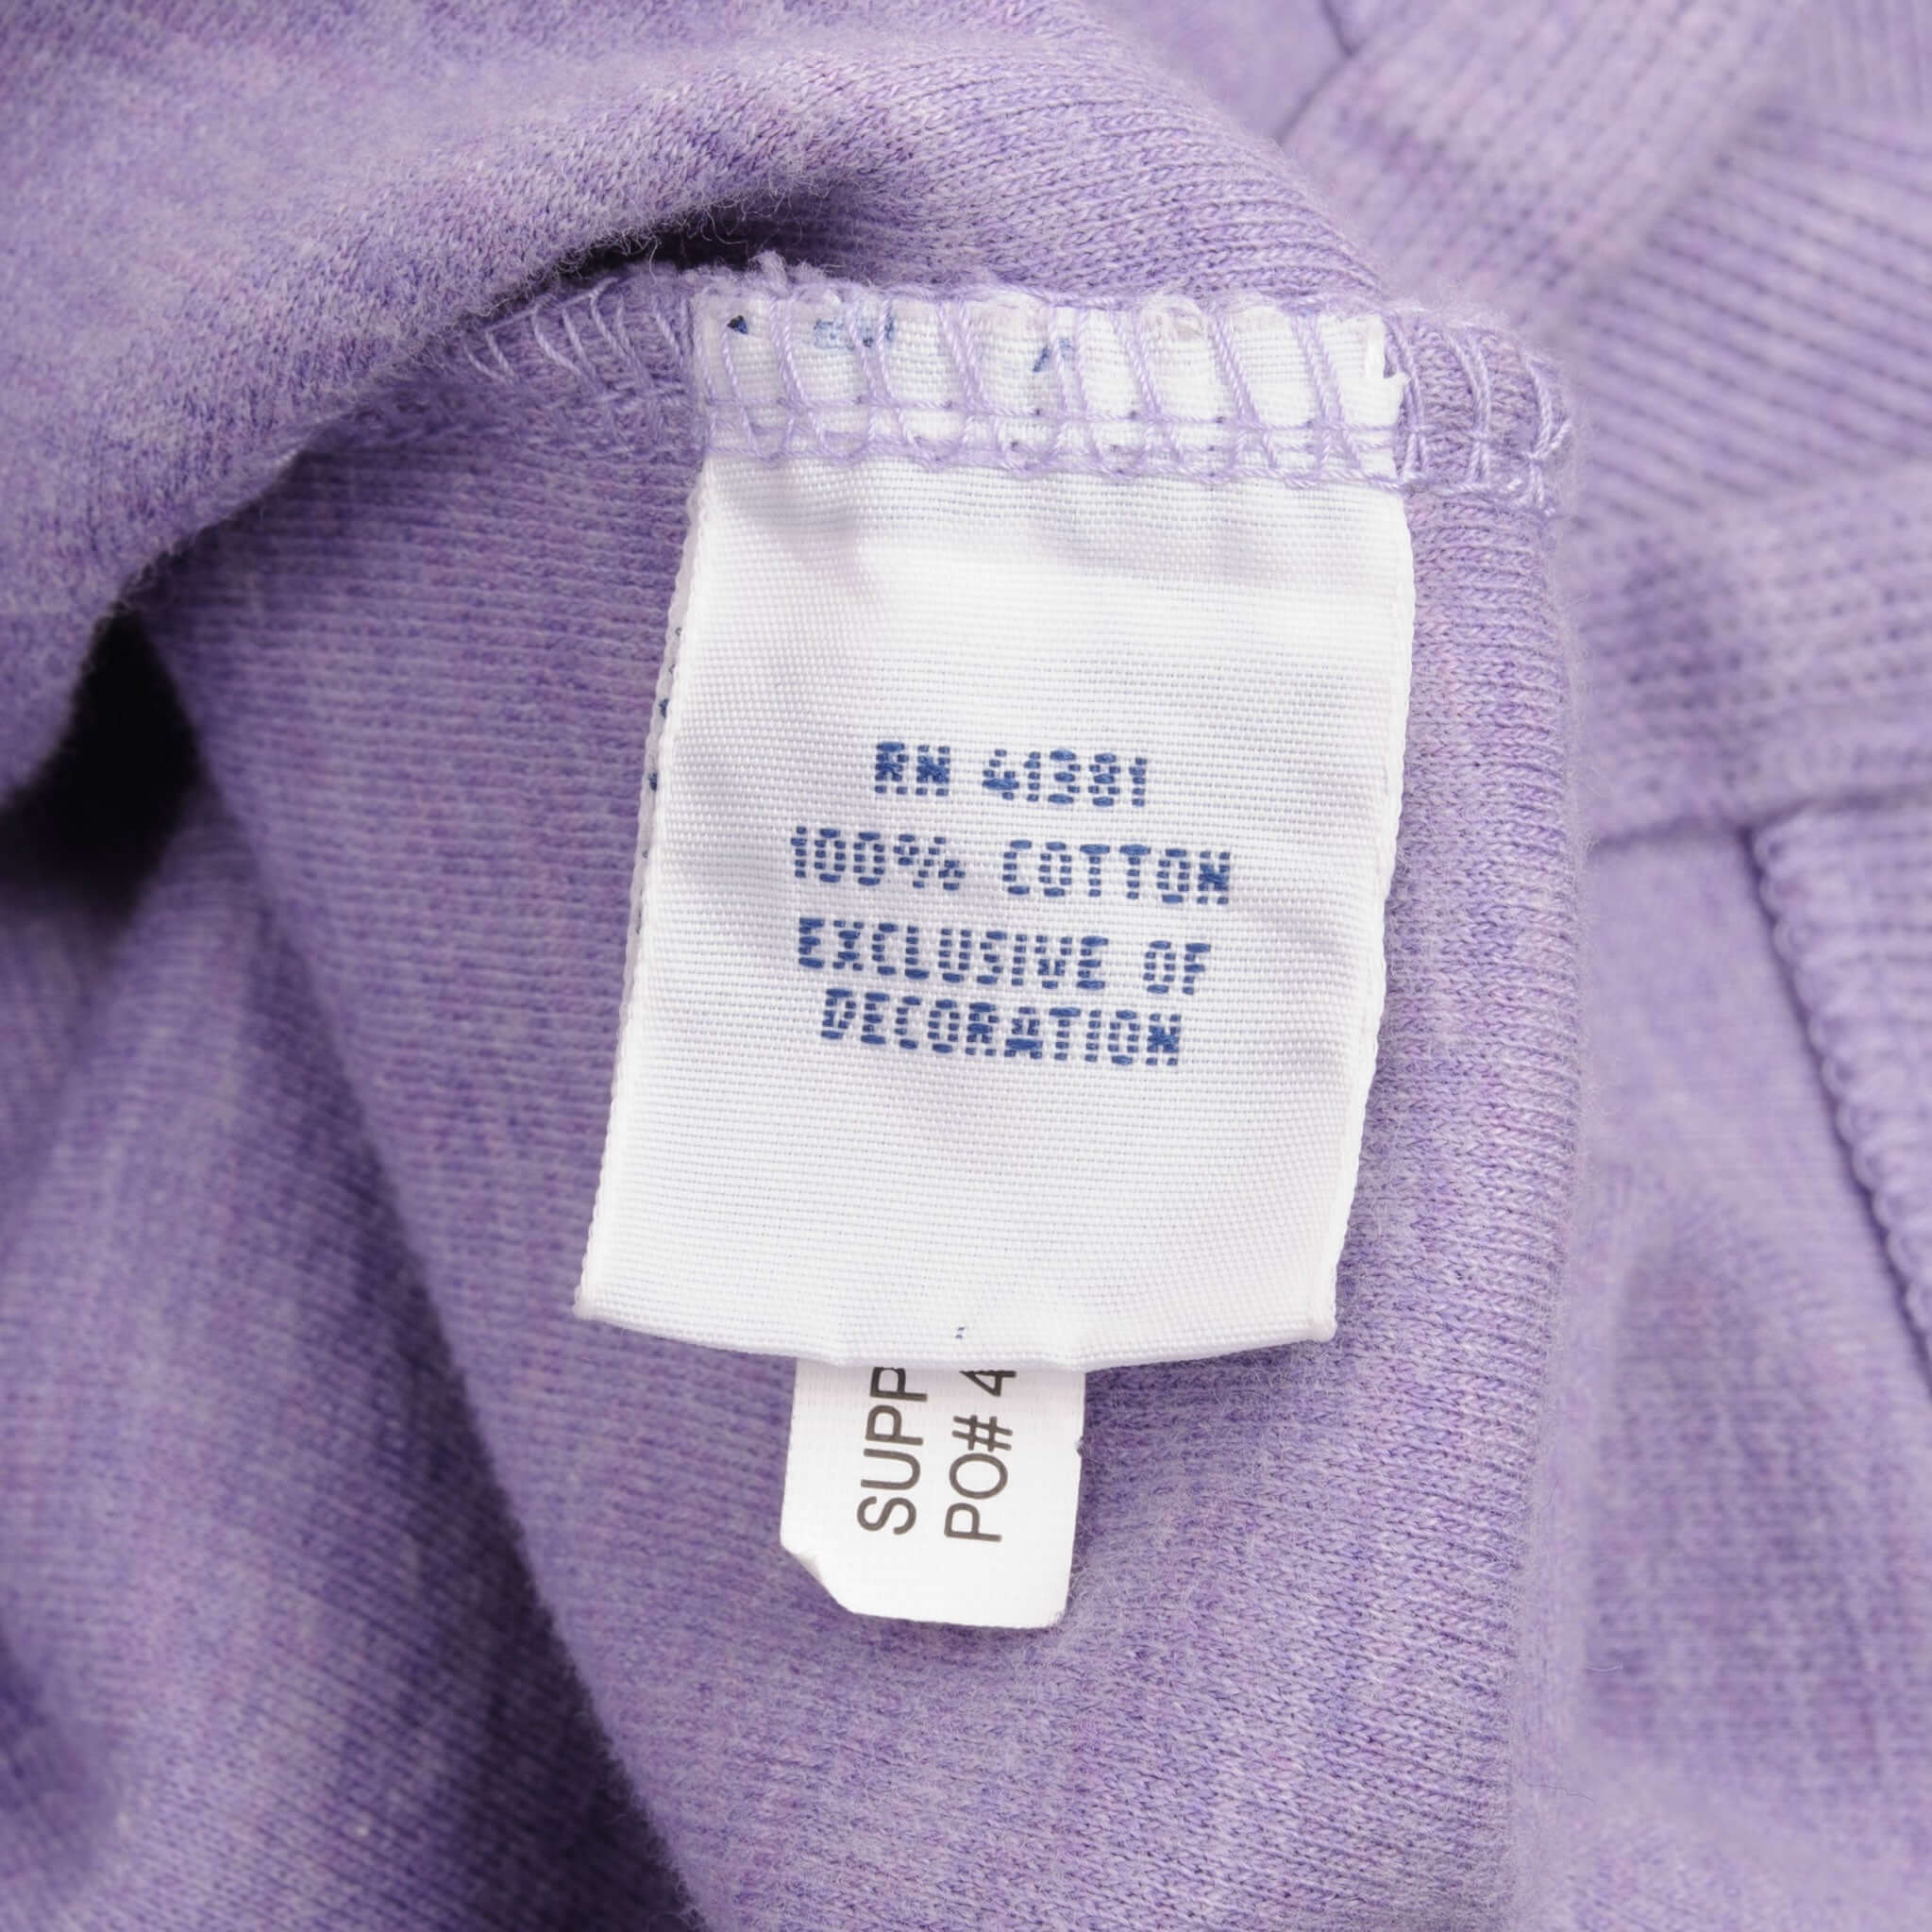 RN 41381
100% COTTON
EXCLUSIVE OF
DECORATION
SUPP
PO# 4